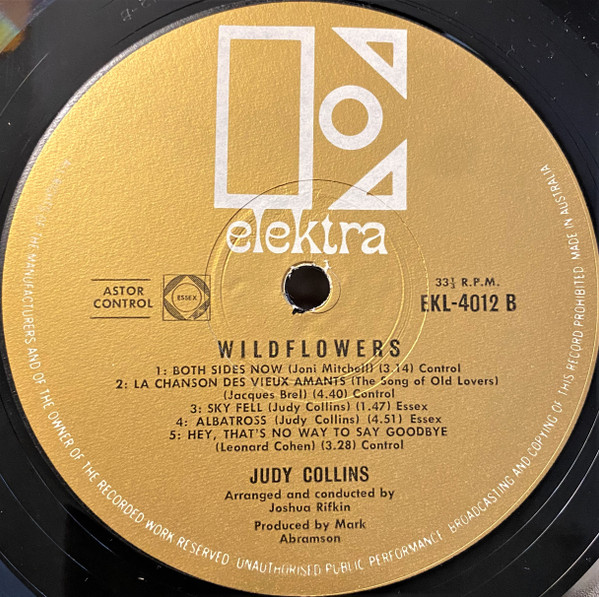 elektra
ASTOR
CONTROL
ESSEX
33⅓ R.P.M.
EKL-4012 B
WILDFLOWERS
1: BOTH SIDES NOW (Joni Mitchell) (3.14) Control
2: LA CHANSON DES VIEUX AMANTS (The Song of Old Lovers)
(Jacques Brel) (4.40) Control
3: SKY FELL (Judy Collins) (1.47) Essex
4: ALBATROSS (Judy Collins) (4.51) Essex
5: HEY, THAT'S NO WAY TO SAY GOODBYE
(Leonard Cohen) (3.28) Control
JUDY COLLINS
Arranged and conducted by
Joshua Rifkin
Produced by Mark
Abramson
THE MANUFACTURERS AND OF THE OWNER OF THE RECORDED WORK RESERVED. UNAUTHORISED PUBLIC PERFORMANCE, BROADCASTING AND COPYING OF THIS RECORD PROHIBITED MADE IN AUSTRALIA